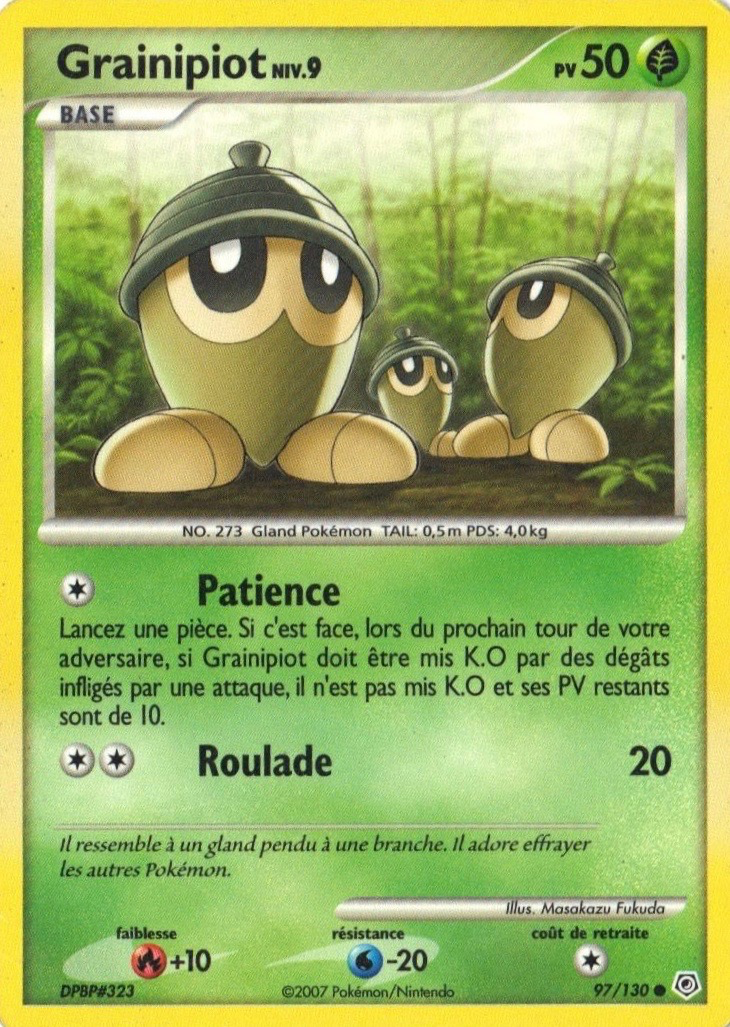 Grainipiot NIV.9 PV 50
BASE
NO. 273 Gland Pokémon TAIL: 0,5m PDS: 4,0kg
Patience
Lancez une pièce. Si c'est face, lors du prochain tour de votre
adversaire, si Grainipiot doit être mis K.O par des dégâts
infligés par une attaque, il n'est pas mis K.O et ses PV restants
sont de 10.
Roulade 20
Il ressemble à un gland pendu à une branche. Il adore effrayer
les autres Pokémon.
Illus. Masakazu Fukuda
faiblesse résistance coût de retraite
+10 -20
DPBP#323 ©2007 Pokémon/Nintendo 97/130